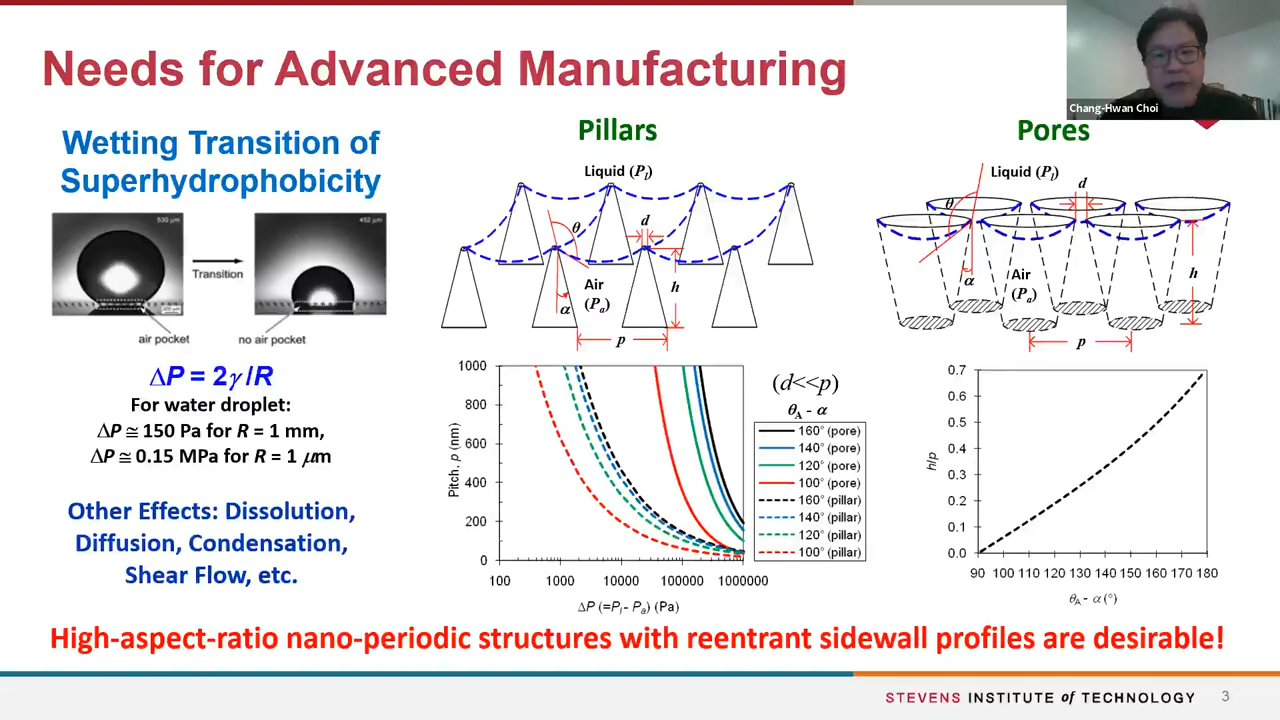 Needs for Advanced Manufacturing
Chang-Hwan Choi
Wetting Transition of
Superhydrophobicity
530 μm
452 μm
Transition
air pocket
no air pocket
ΔP = 2γ/R
For water droplet:
ΔP ≅ 150 Pa for R = 1 mm,
ΔP ≅ 0.15 MPa for R = 1 μm
Other Effects: Dissolution,
Diffusion, Condensation,
Shear Flow, etc.
Pillars
Liquid (Pl)
d
θ
Air
(Pa)
α
h
p
Pitch, p (nm)
1000
800
600
400
200
0
100 1000 10000 100000 1000000
ΔP (=Pl - Pa) (Pa)
(d<<p)
θA - α
160° (pore)
140° (pore)
120° (pore)
100° (pore)
160° (pillar)
140° (pillar)
120° (pillar)
100° (pillar)
Pores
Liquid (Pl)
d
θ
Air
(Pa)
α
h
p
h/p
0.7
0.6
0.5
0.4
0.3
0.2
0.1
0.0
90 100 110 120 130 140 150 160 170 180
θA - α (°)
High-aspect-ratio nano-periodic structures with reentrant sidewall profiles are desirable!
STEVENS INSTITUTE of TECHNOLOGY
3